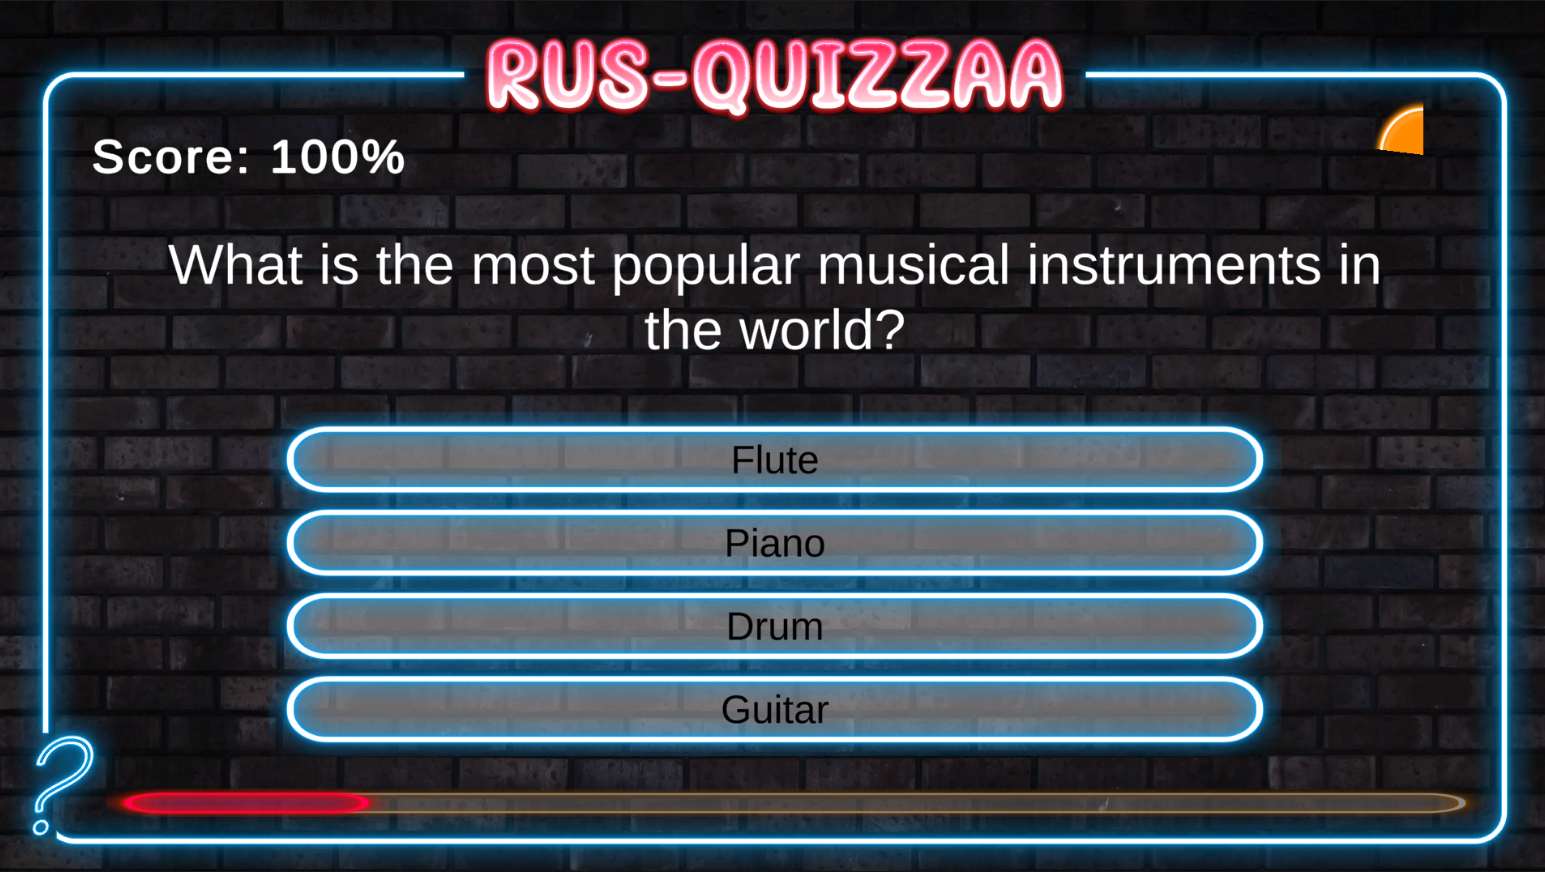 RUS-QUIZZAA
Score: 100%
What is the most popular musical instruments in
the world?
Flute
Piano
Drum
Guitar
?